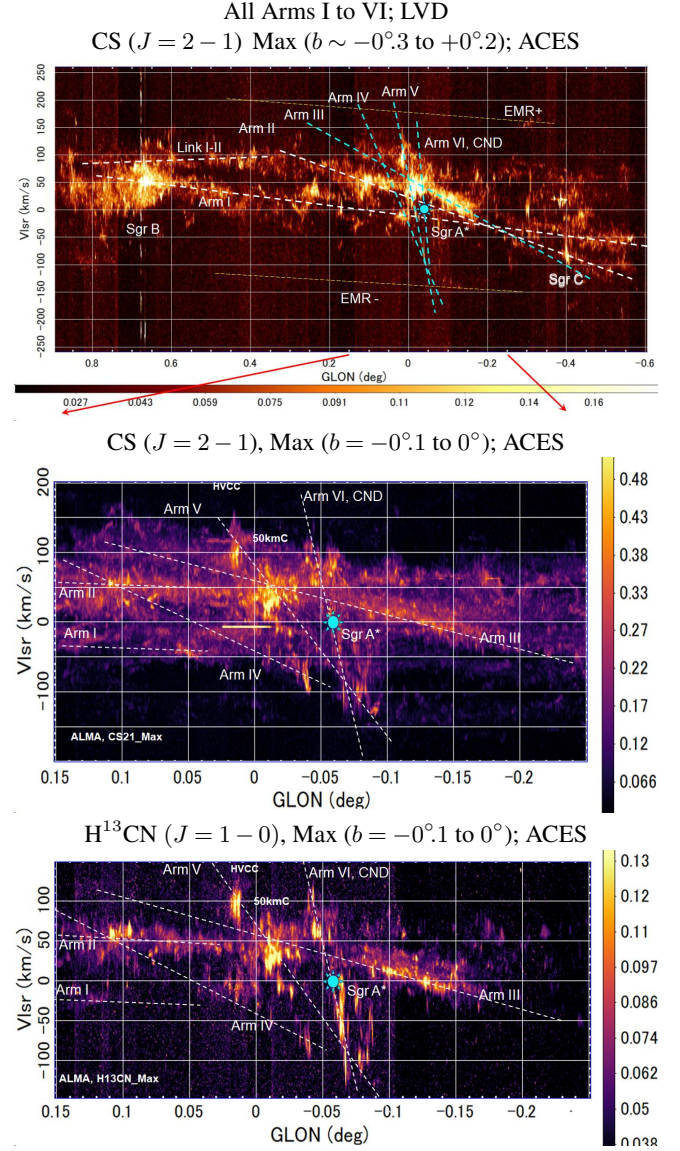 All Arms I to VI; LVD
CS (J = 2 − 1) Max (b ∼ −0°.3 to +0°.2); ACES
250
200
150
100
50
0
-50
-100
-150
-200
-250
Vlsr (km/s)
Arm IV
Arm V
Arm III
EMR+
Arm II
Arm VI, CND
Link I-II
Arm I
Sgr B
Sgr A*
Sgr C
EMR -
0.8 0.6 0.4 0.2 0 -0.2 -0.4 -0.6
GLON (deg)
0.027 0.043 0.059 0.075 0.091 0.11 0.12 0.14 0.16
CS (J = 2 − 1), Max (b = −0°.1 to 0°); ACES
200
100
0
-100
Vlsr (km/s)
HVCC
Arm V
Arm VI, CND
50kmC
Arm II
Arm I
Sgr A*
Arm III
Arm IV
ALMA, CS21_Max
0.15 0.1 0.05 0 -0.05 -0.1 -0.15 -0.2
GLON (deg)
0.48
0.38
0.33
0.27
0.22
0.17
0.12
0.066
H¹³CN (J = 1 − 0), Max (b = −0°.1 to 0°); ACES
100
50
0
-50
-100
Vlsr (km/s)
Arm V
HVCC
Arm VI, CND
50kmC
Arm II
Arm I
Sgr A*
Arm III
Arm IV
ALMA, H13CN_Max
0.15 0.1 0.05 0 -0.05 -0.1 -0.15 -0.2
GLON (deg)
0.13
0.12
0.11
0.097
0.086
0.074
0.062
0.05
0.038